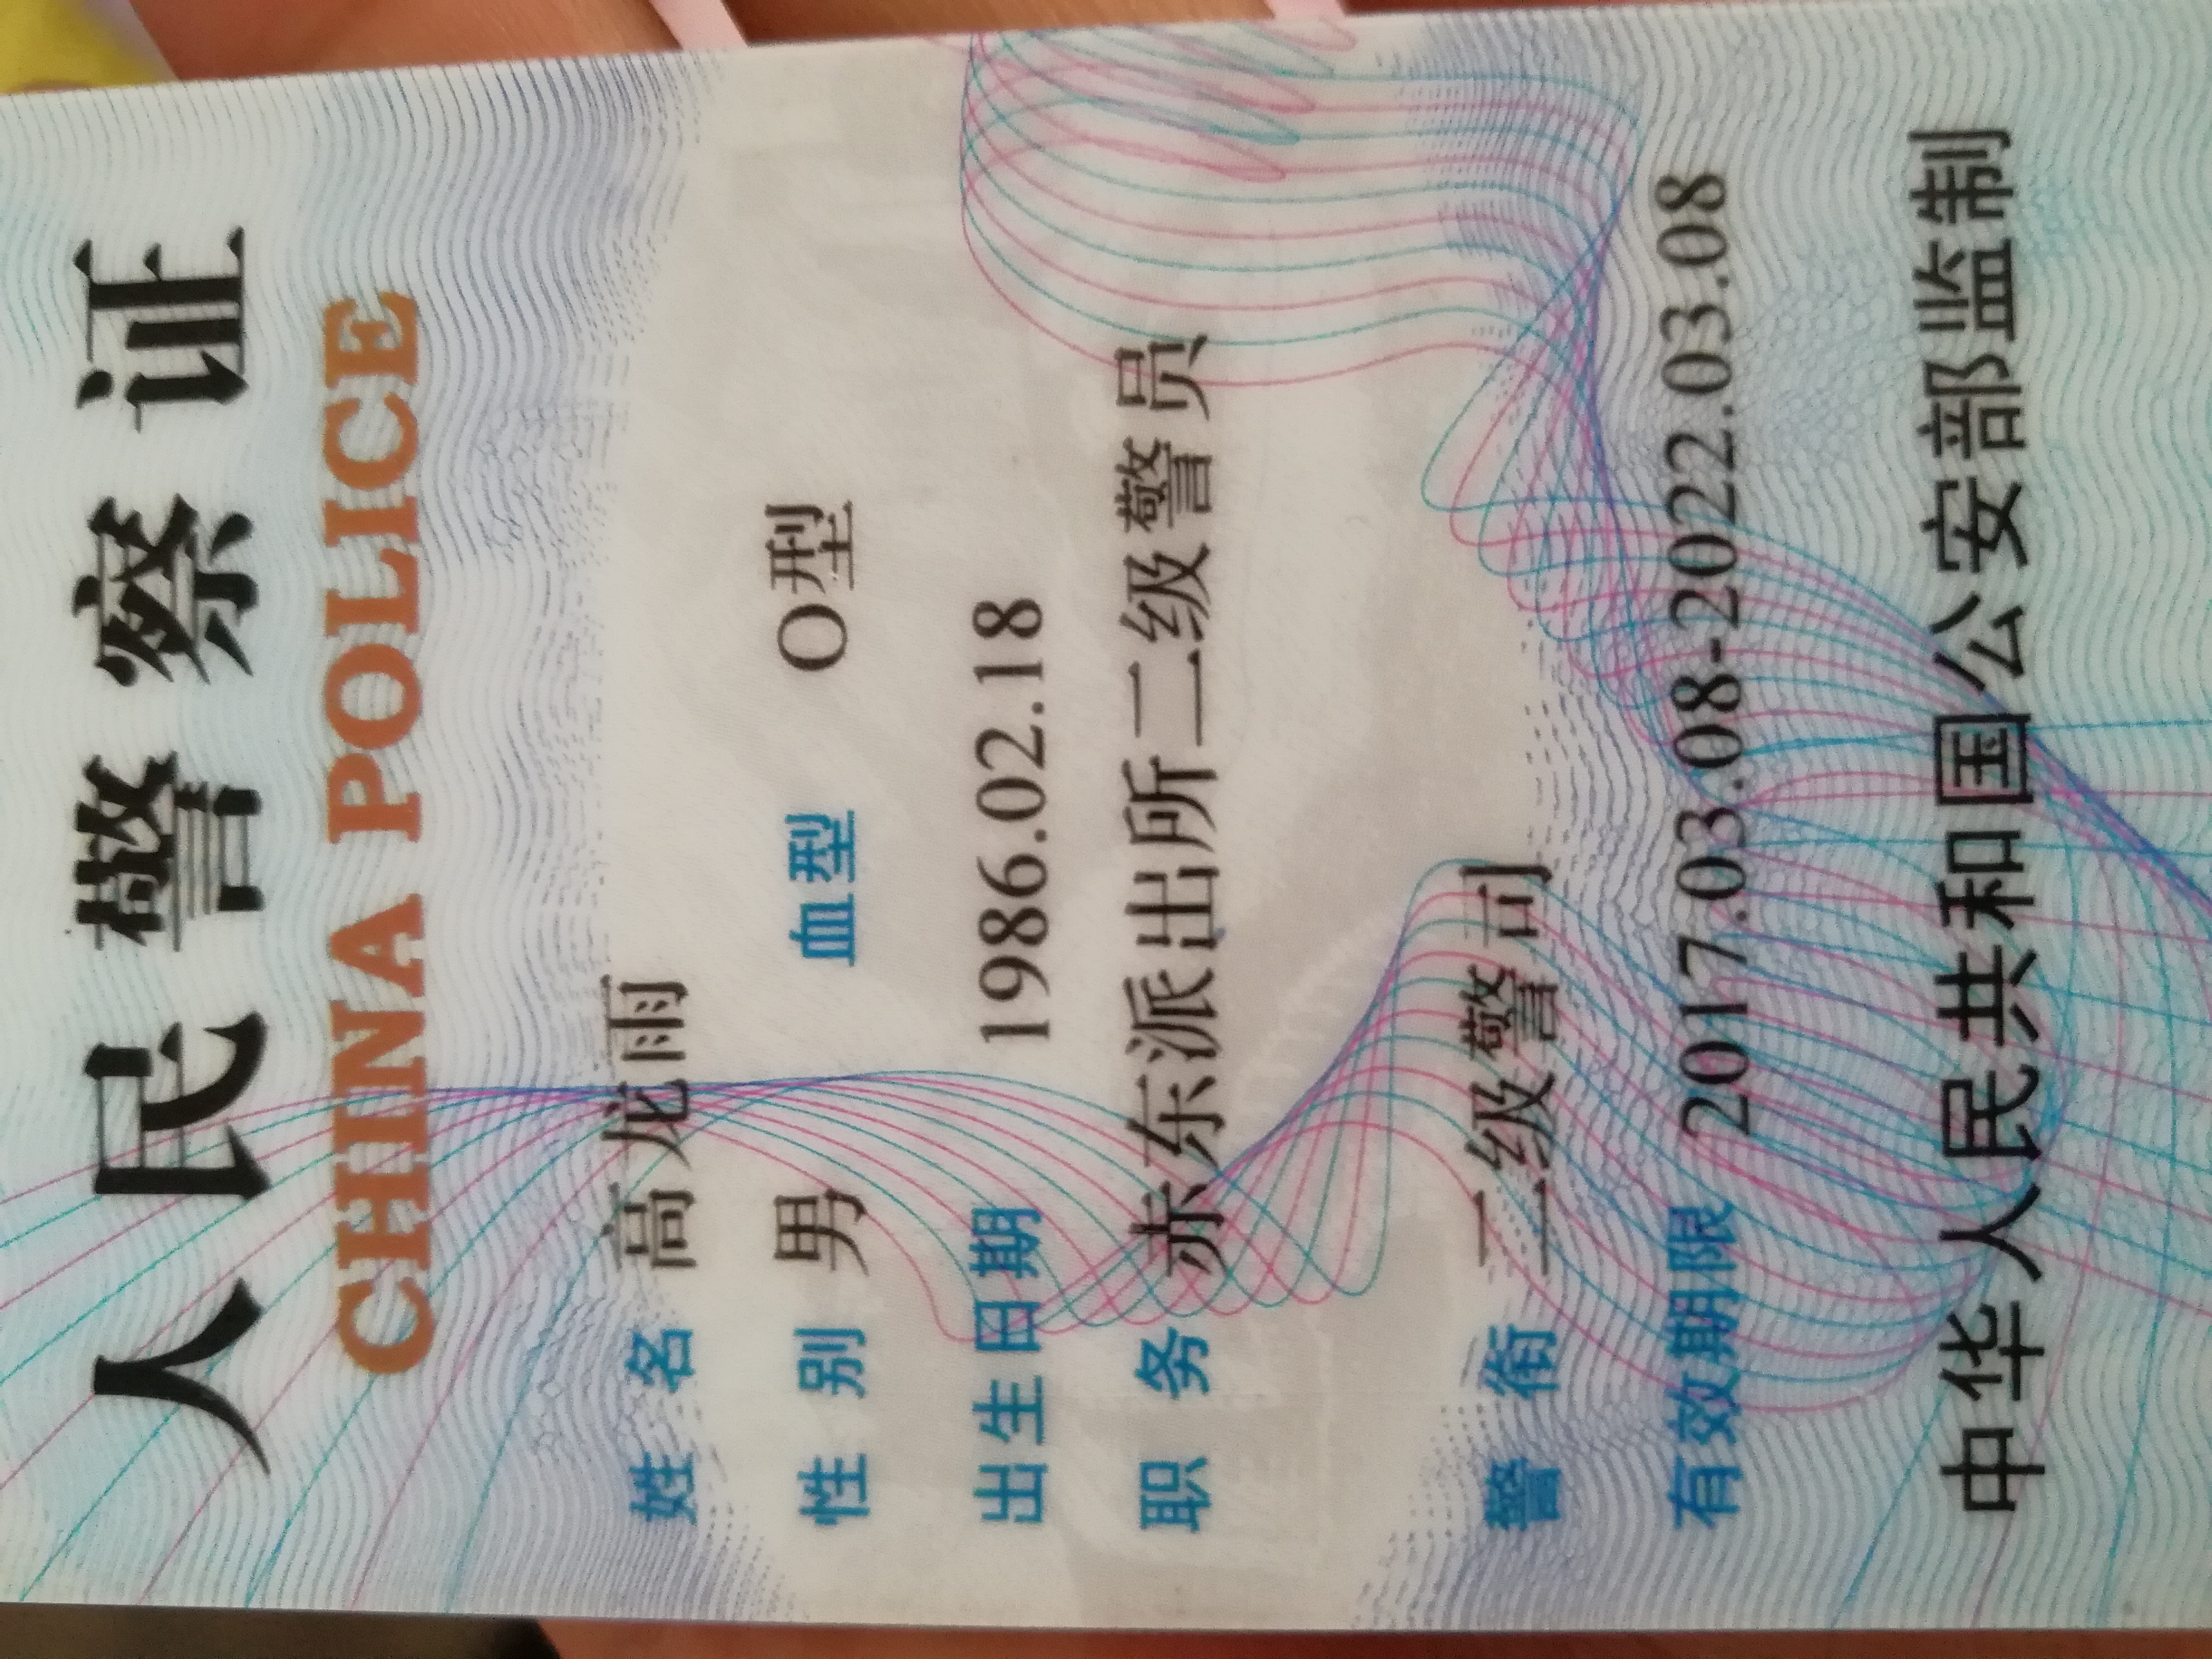 人民警察证
CHINA POLICE
姓名 高龙雨
性别 男 血型 O型
出生日期 1986.02.18
职务 赤东派出所二级警员
警衔 二级警司
有效期限 2017.03.08-2022.03.08
中华人民共和国公安部监制